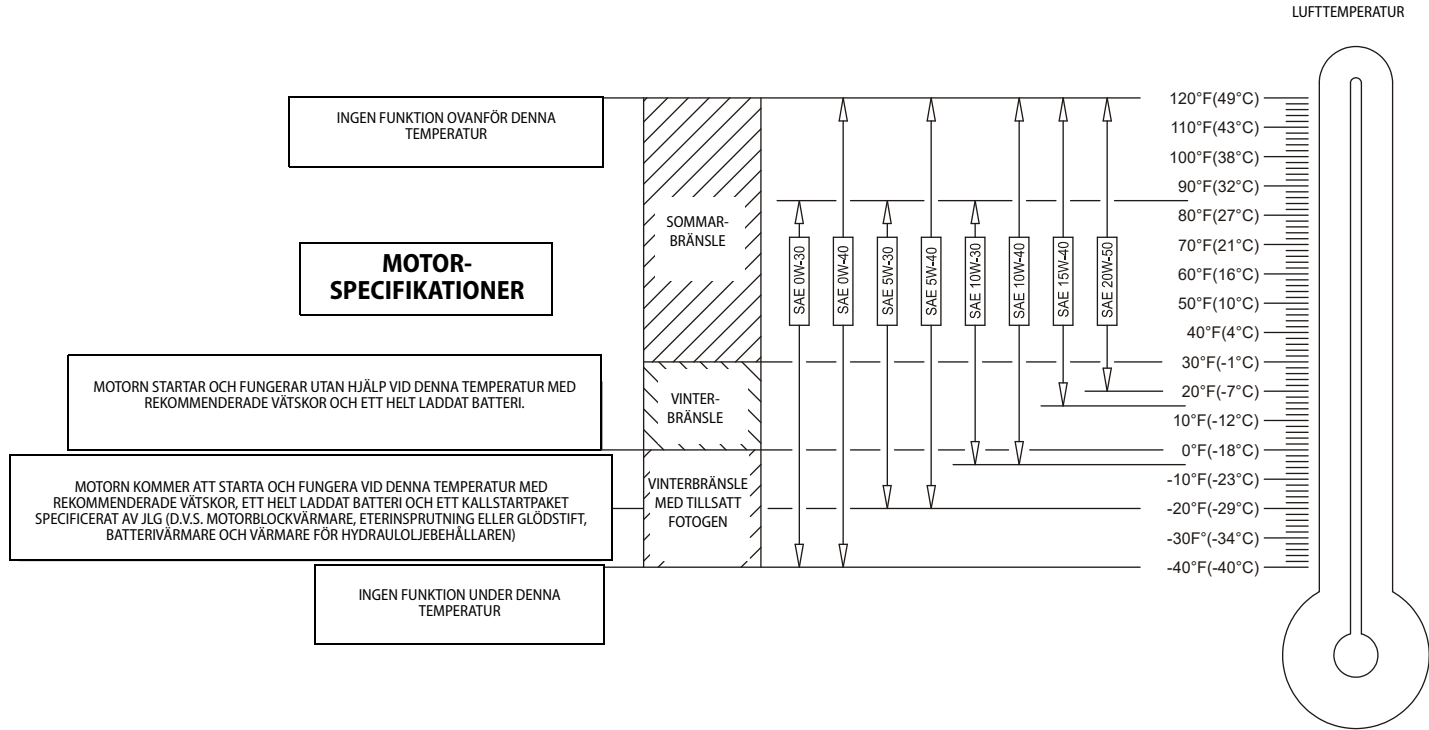 LUFTTEMPERATUR
INGEN FUNKTION OVANFÖR DENNA
TEMPERATUR
MOTOR-
SPECIFIKATIONER
MOTORN STARTAR OCH FUNGERAR UTAN HJÄLP VID DENNA TEMPERATUR MED
REKOMMENDERADE VÄTSKOR OCH ETT HELT LADDAT BATTERI.
MOTORN KOMMER ATT STARTA OCH FUNGERA VID DENNA TEMPERATUR MED
REKOMMENDERADE VÄTSKOR, ETT HELT LADDAT BATTERI OCH ETT KALLSTARTPAKET
SPECIFICERAT AV JLG (D.V.S. MOTORBLOCKVÄRMARE, ETERINSPRUTNING ELLER GLÖDSTIFT,
BATTERIVÄRMARE OCH VÄRMARE FÖR HYDRAULOLJEBEHÅLLAREN)
INGEN FUNKTION UNDER DENNA
TEMPERATUR
SOMMAR-
BRÄNSLE
VINTER-
BRÄNSLE
VINTERBRÄNSLE
MED TILLSATT
FOTOGEN
SAE 0W-30
SAE 0W-40
SAE 5W-30
SAE 5W-40
SAE 10W-30
SAE 10W-40
SAE 15W-40
SAE 20W-50
120°F(49°C)
110°F(43°C)
100°F(38°C)
90°F(32°C)
80°F(27°C)
70°F(21°C)
60°F(16°C)
50°F(10°C)
40°F(4°C)
30°F(-1°C)
20°F(-7°C)
10°F(-12°C)
0°F(-18°C)
-10°F(-23°C)
-20°F(-29°C)
-30F°(-34°C)
-40°F(-40°C)